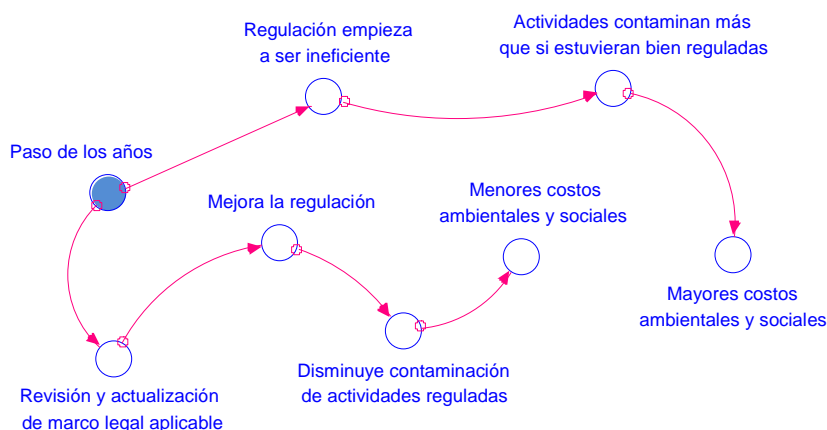 Regulación empieza
a ser ineficiente
Actividades contaminan más
que si estuvieran bien reguladas
Paso de los años
Mejora la regulación
Menores costos
ambientales y sociales
Mayores costos
ambientales y sociales
Disminuye contaminación
de actividades reguladas
Revisión y actualización
de marco legal aplicable